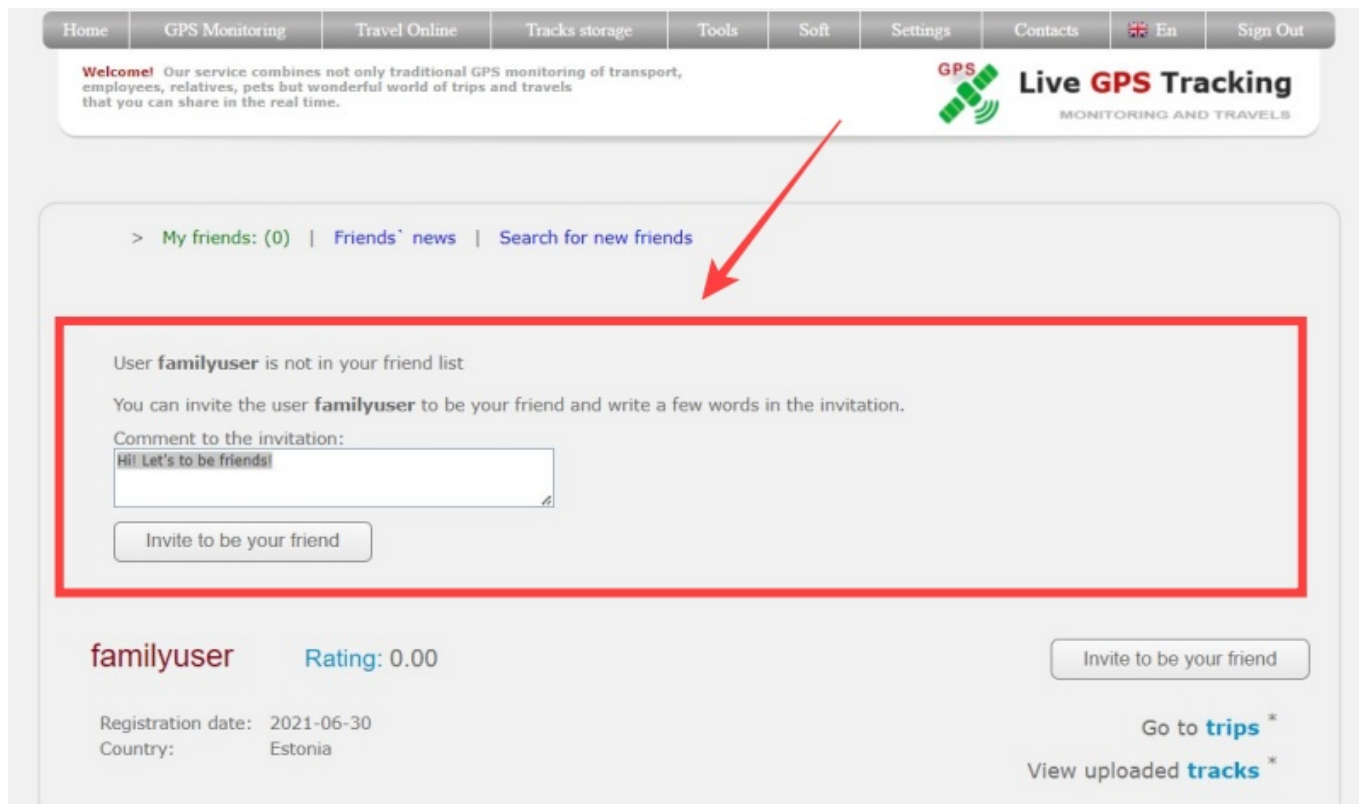 Home GPS Monitoring Travel Online Tracks storage Tools Soft Settings Contacts En Sign Out
Welcome! Our service combines not only traditional GPS monitoring of transport,
employees, relatives, pets but wonderful world of trips and travels
that you can share in the real time.
GPS
Live GPS Tracking
MONITORING AND TRAVELS
> My friends: (0) | Friends` news | Search for new friends
User familyuser is not in your friend list
You can invite the user familyuser to be your friend and write a few words in the invitation.
Comment to the invitation:
Hi! Let's to be friends!
Invite to be your friend
familyuser Rating: 0.00
Invite to be your friend
Registration date: 2021-06-30
Country: Estonia
Go to trips *
View uploaded tracks *